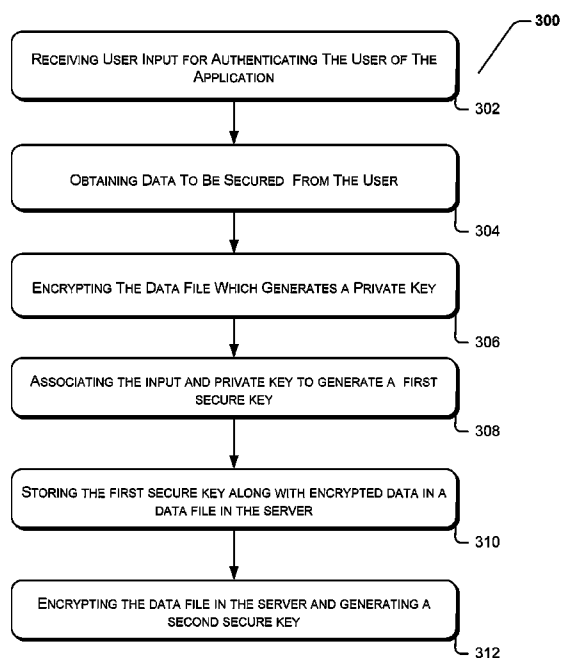 300
RECEIVING USER INPUT FOR AUTHENTICATING THE USER OF THE
APPLICATION
302
OBTAINING DATA TO BE SECURED FROM THE USER
304
ENCRYPTING THE DATA FILE WHICH GENERATES A PRIVATE KEY
306
ASSOCIATING THE INPUT AND PRIVATE KEY TO GENERATE A FIRST
SECURE KEY
308
STORING THE FIRST SECURE KEY ALONG WITH ENCRYPTED DATA IN A
DATA FILE IN THE SERVER
310
ENCRYPTING THE DATA FILE IN THE SERVER AND GENERATING A
SECOND SECURE KEY
312